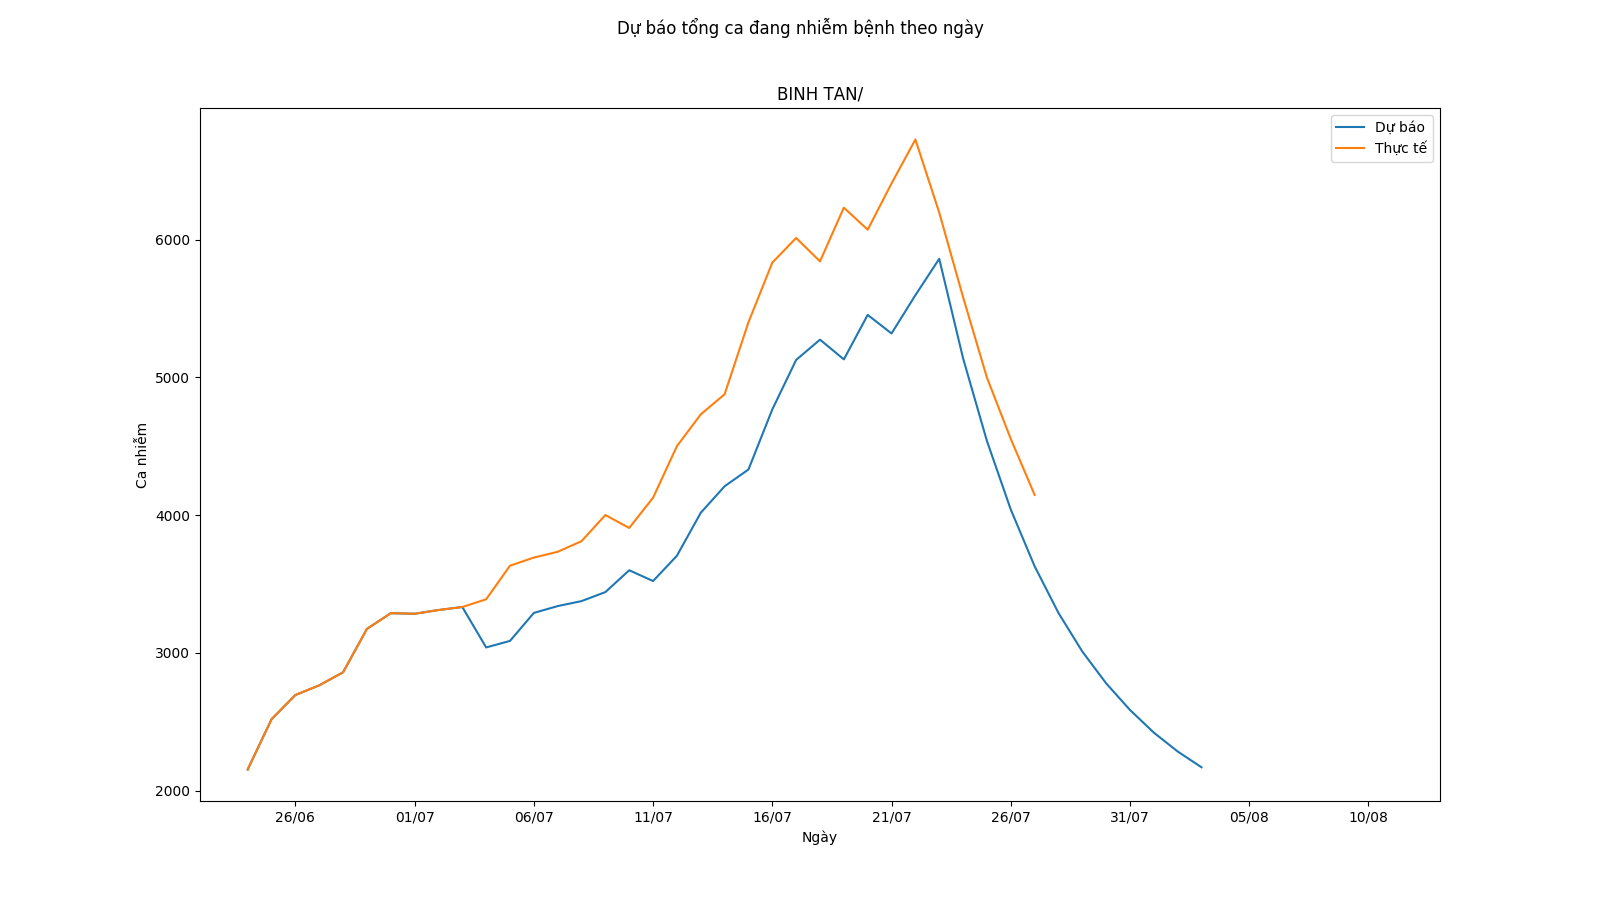 Dự báo tổng ca đang nhiễm bệnh theo ngày
BINH TAN/
Dự báo
Thực tế
6000
5000
4000
3000
2000
Ca nhiễm
26/06
01/07
06/07
11/07
16/07
21/07
26/07
31/07
05/08
10/08
Ngày